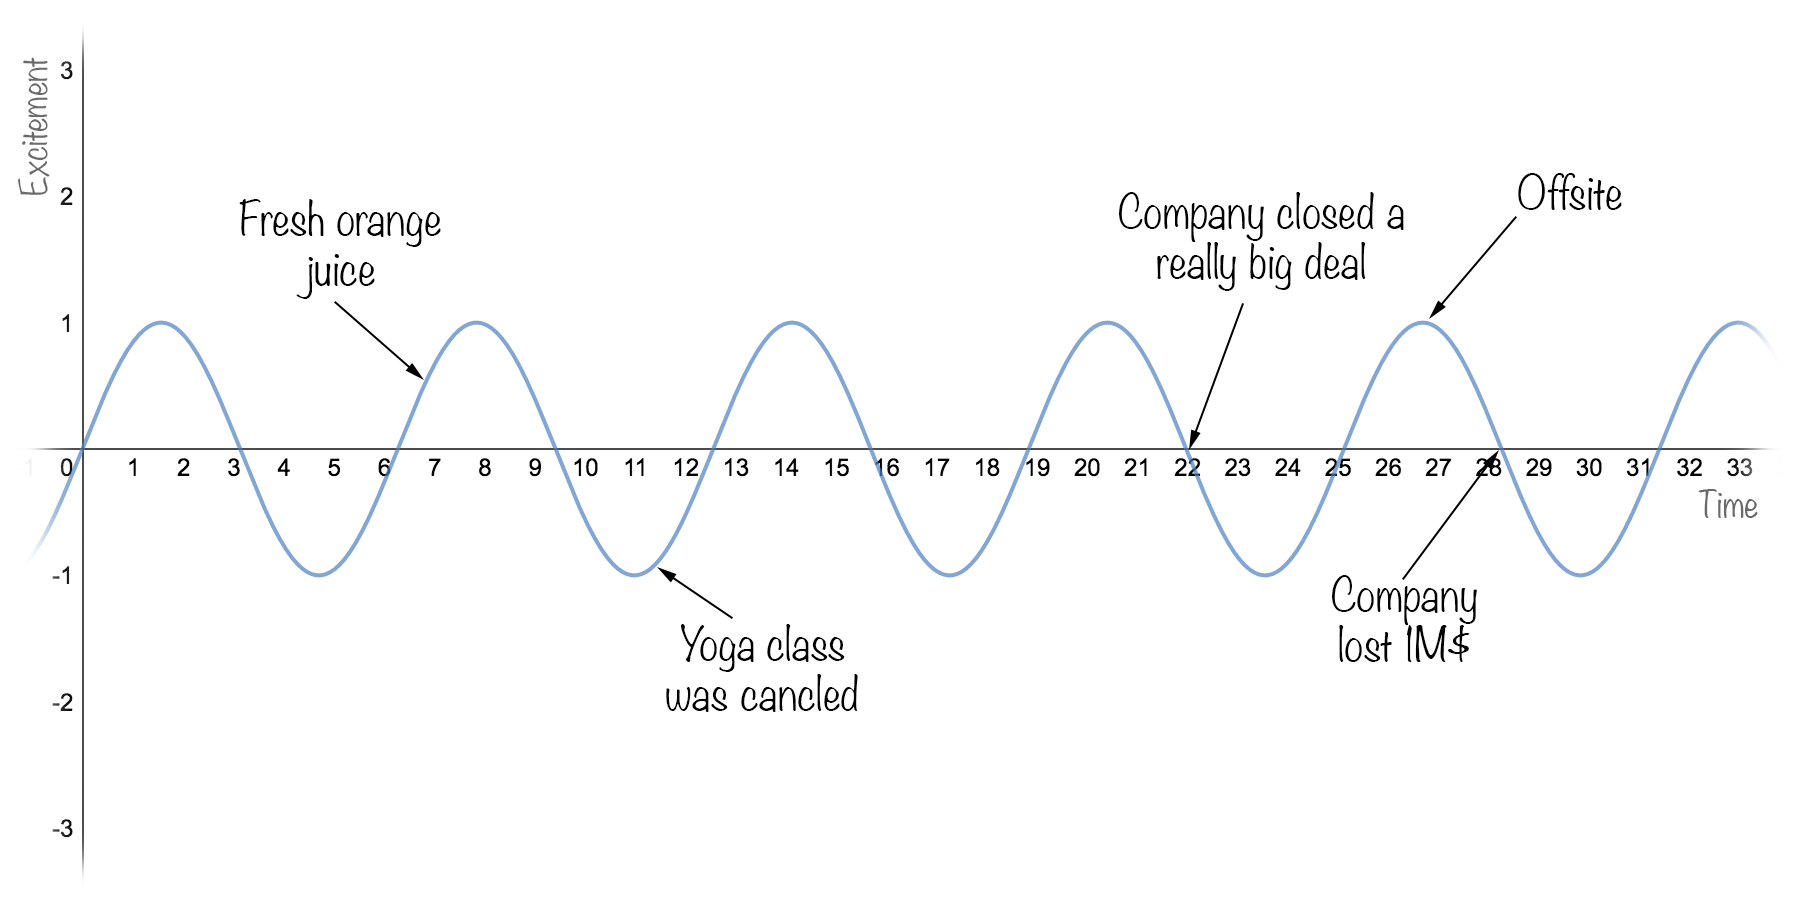 3
Excitement
2
Fresh orange
juice
Company closed a
really big deal
Offsite
1
1 0 1 2 3 4 5 6 7 8 9 10 11 12 13 14 15 16 17 18 19 20 21 22 23 24 25 26 27 28 29 30 31 32 33
Time
-1
Yoga class
was cancled
Company
lost 1M$
-2
-3